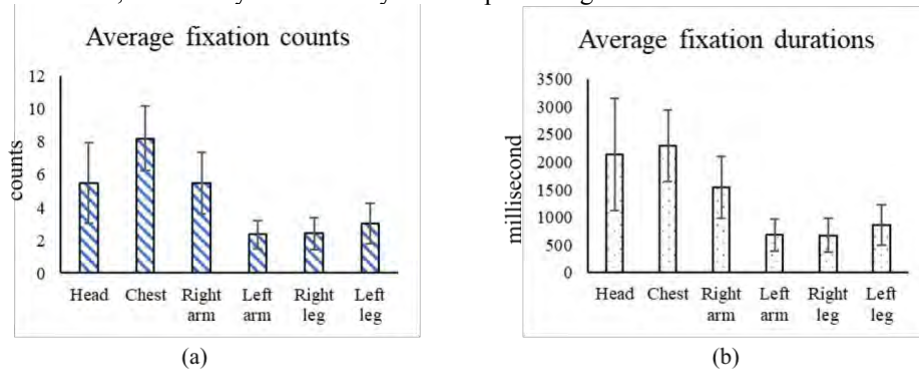 Average fixation counts
12
10
8
6
4
2
0
counts
Head Chest Right arm Left arm Right leg Left leg
(a)
Average fixation durations
3500
3000
2500
2000
1500
1000
500
0
millisecond
Head Chest Right arm Left arm Right leg Left leg
(b)